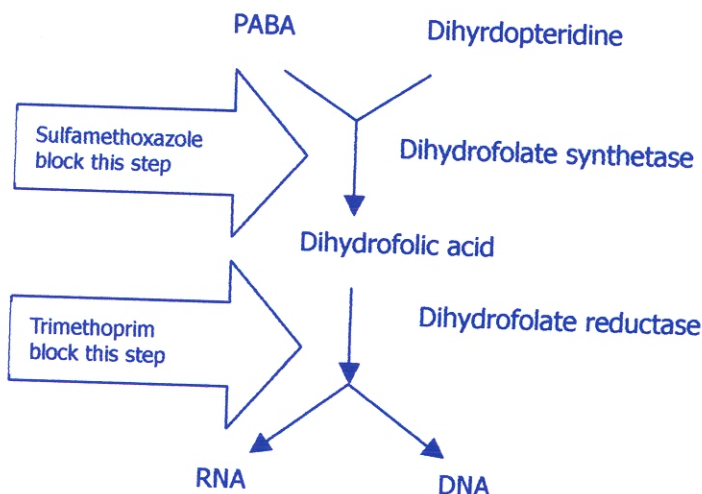 PABA
Dihyrdopteridine
Sulfamethoxazole
block this step
Dihydrofolate synthetase
Dihydrofolic acid
Trimethoprim
block this step
Dihydrofolate reductase
RNA
DNA